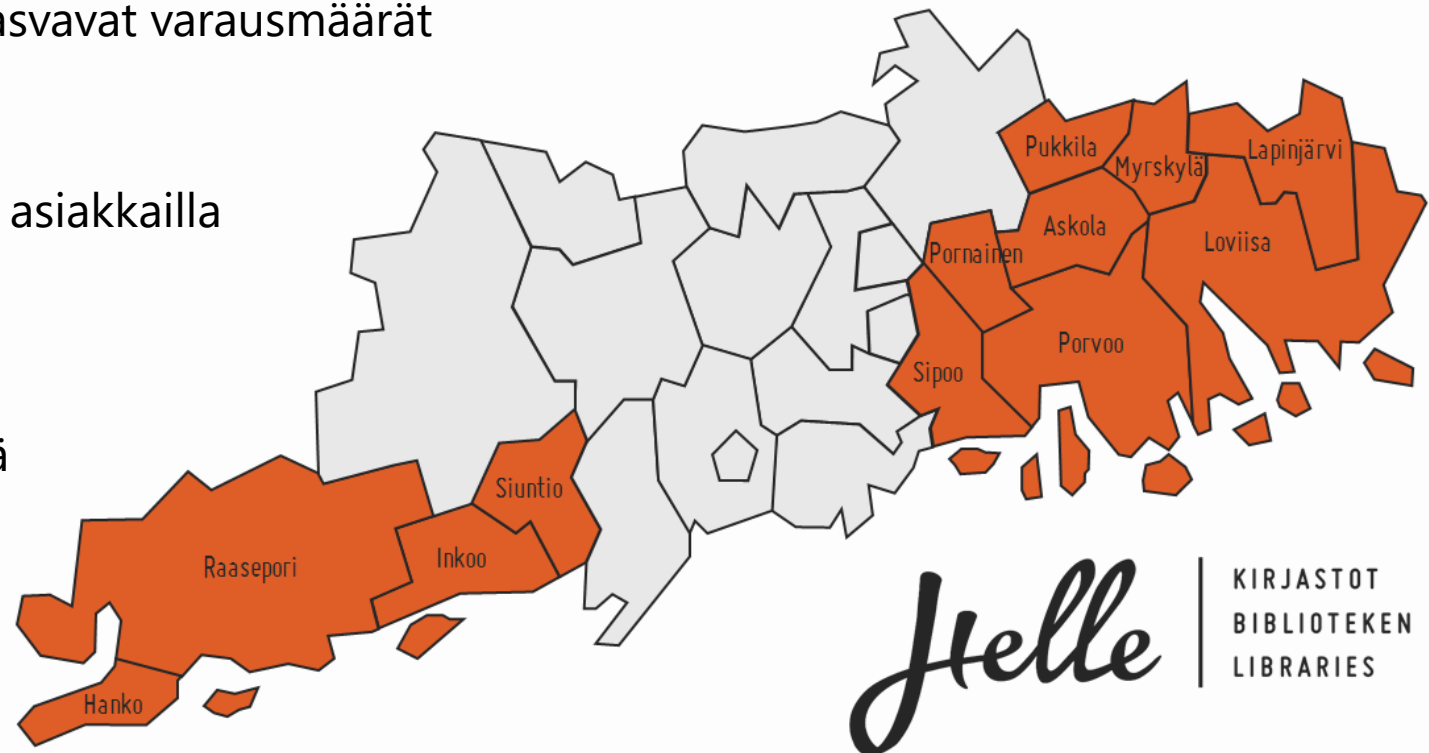 asvavat varausmäärät
asiakkailla
ä
Pukkila
Myrskylä
Lapinjärvi
Askola
Loviisa
Pornainen
Porvoo
Sipoo
Siuntio
Inkoo
Raasepori
Hanko
Helle
KIRJASTOT
BIBLIOTEKEN
LIBRARIES